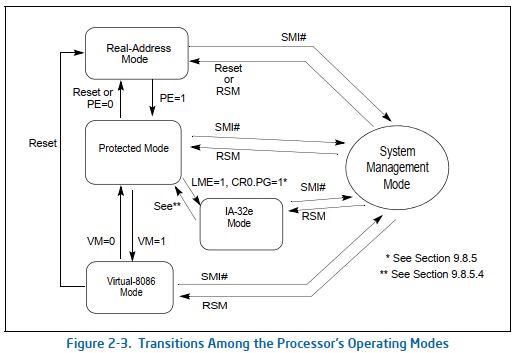 SMI#
Real-Address
Mode
Reset
or
RSM
Reset or
PE=0
PE=1
SMI#
Reset
Protected Mode
RSM
System
Management
Mode
LME=1, CR0.PG=1*
SMI#
See**
IA-32e
Mode
RSM
VM=0
VM=1
* See Section 9.8.5
** See Section 9.8.5.4
Virtual-8086
Mode
SMI#
RSM
Figure 2-3. Transitions Among the Processor's Operating Modes